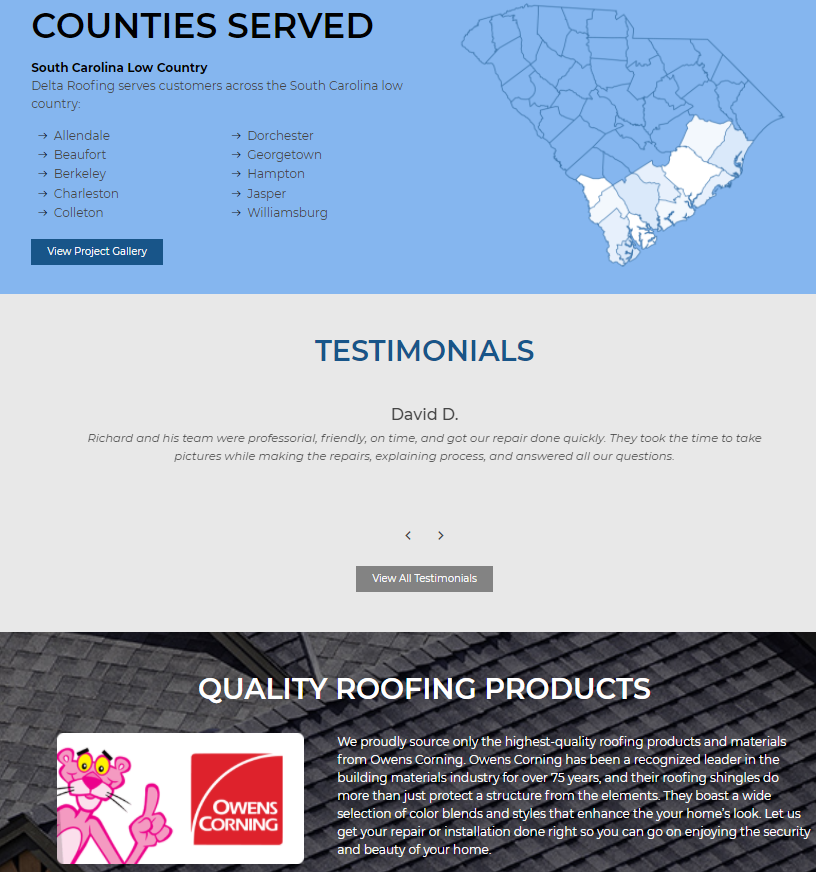 COUNTIES SERVED
South Carolina Low Country
Delta Roofing serves customers across the South Carolina low
country:
→ Allendale
→ Beaufort
→ Berkeley
→ Charleston
→ Colleton
→ Dorchester
→ Georgetown
→ Hampton
→ Jasper
→ Williamsburg
View Project Gallery
TESTIMONIALS
David D.
Richard and his team were professorial, friendly, on time, and got our repair done quickly. They took the time to take
pictures while making the repairs, explaining process, and answered all our questions.
View All Testimonials
QUALITY ROOFING PRODUCTS
OWENS
CORNING
We proudly source only the highest-quality roofing products and materials
from Owens Corning. Owens Corning has been a recognized leader in the
building materials industry for over 75 years, and their roofing shingles do
more than just protect a structure from the elements. They boast a wide
selection of color blends and styles that enhance the your home's look. Let us
get your repair or installation done right so you can go on enjoying the security
and beauty of your home.